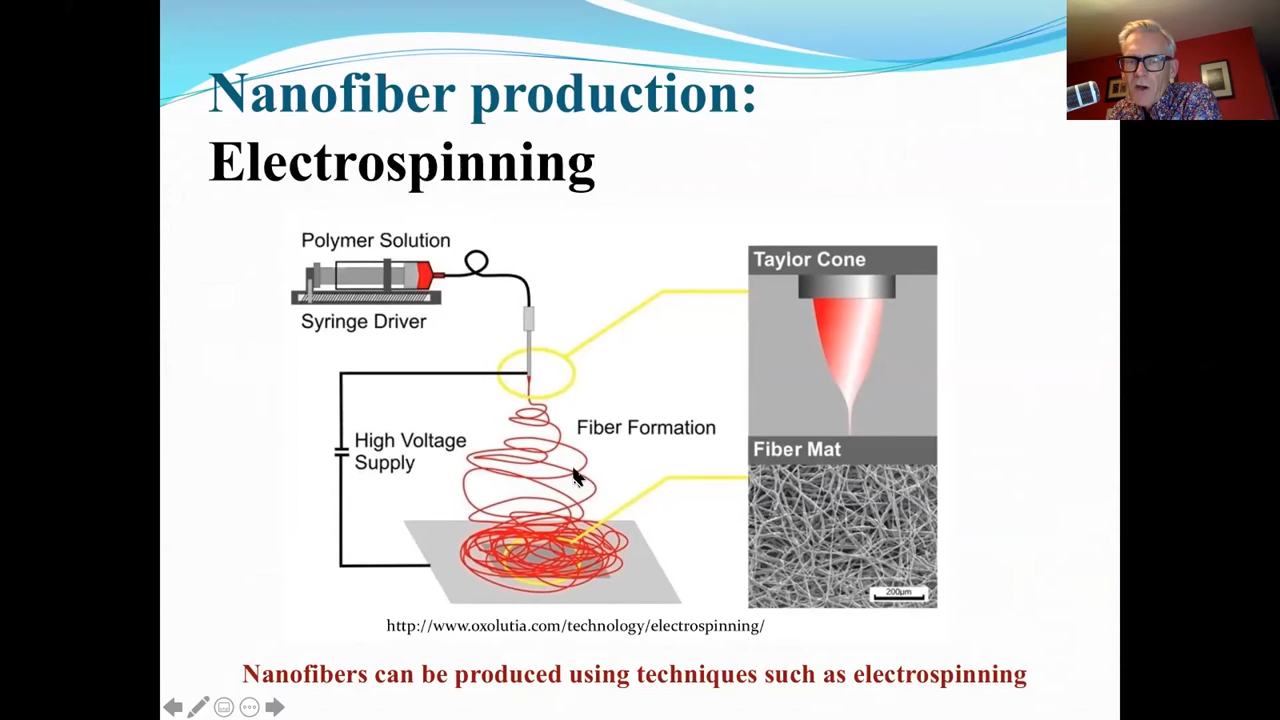 Nanofiber production:
Electrospinning
Polymer Solution
Syringe Driver
High Voltage
Supply
Fiber Formation
Taylor Cone
Fiber Mat
200μm
http://www.oxolutia.com/technology/electrospinning/
Nanofibers can be produced using techniques such as electrospinning